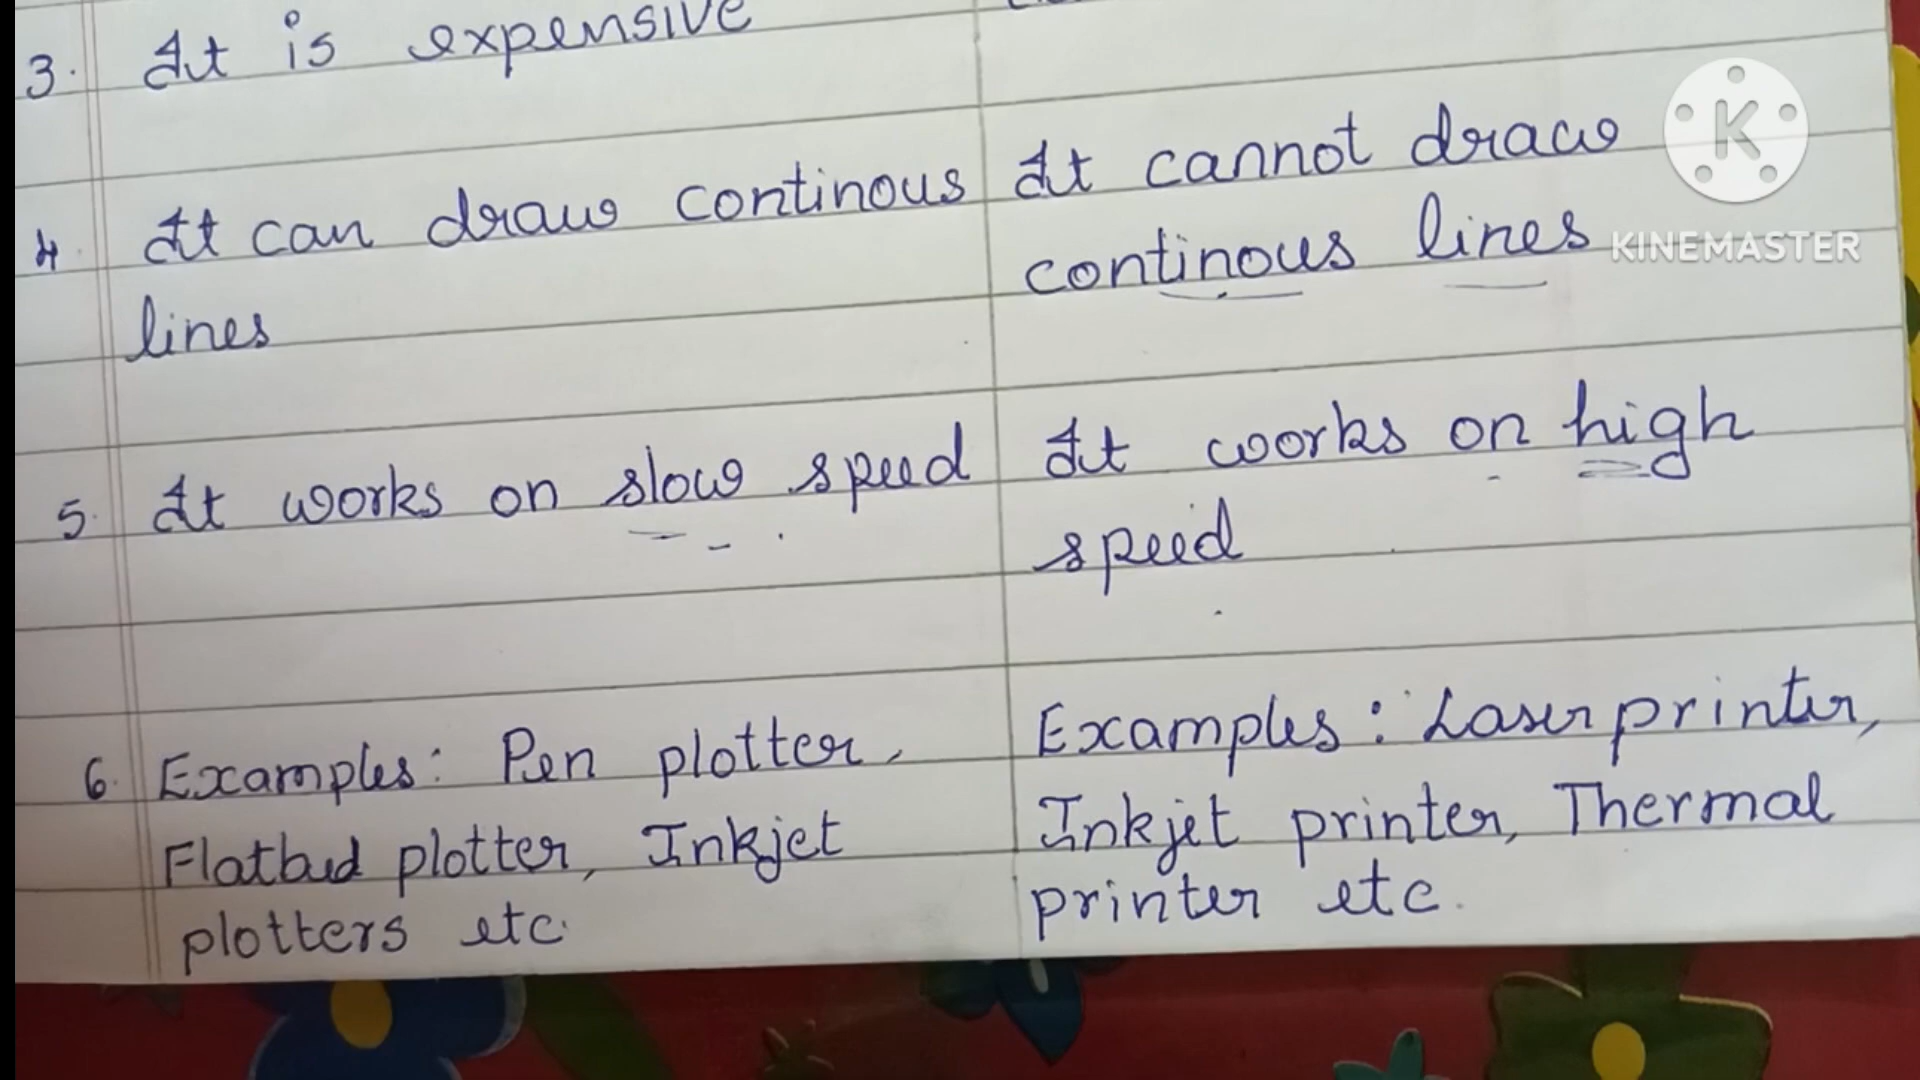 3. It is expensive
4. It can draw continous
lines
It cannot draw
continous lines
5. It works on slow speed
It works on high
speed
6. Examples: Pen plotter,
Flatbed plotter, Inkjet
plotters etc.
Examples: Laser printer,
Inkjet printer, Thermal
printer etc.
K
KINEMASTER